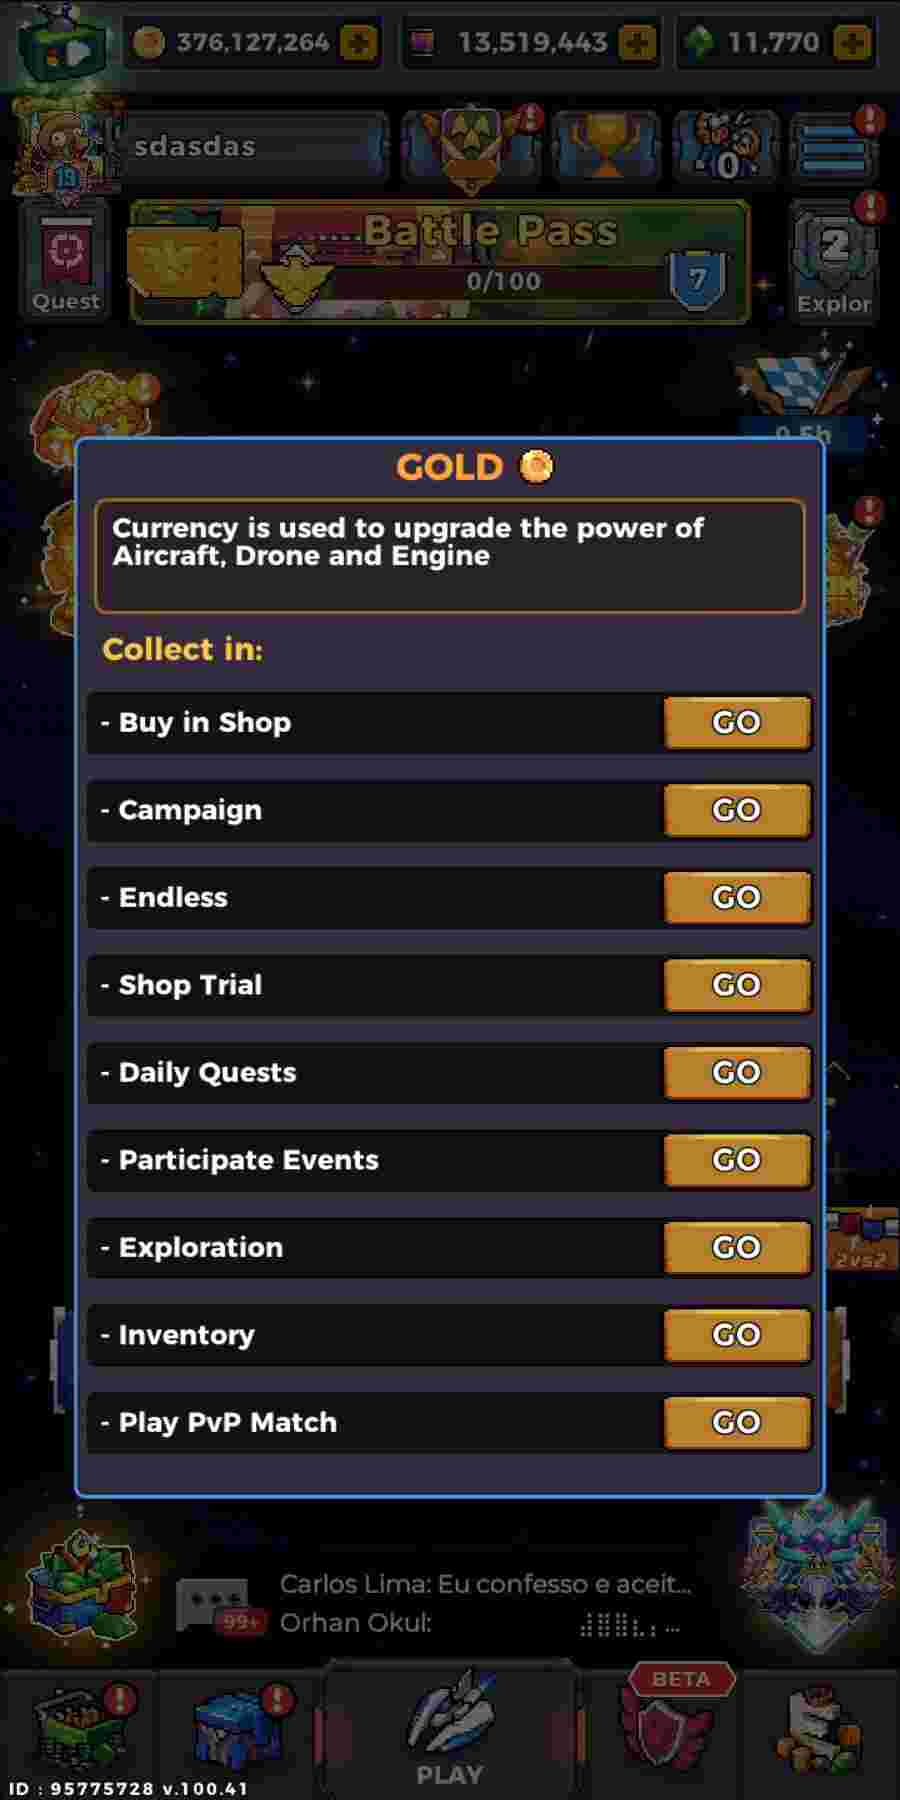 376,127,264
13,519,443
11,770
19
sdasdas
0
Battle Pass
0/100
7
Quest
2
Explor
9.5h
GOLD
Currency is used to upgrade the power of
Aircraft, Drone and Engine
Collect in:
- Buy in Shop GO
- Campaign GO
- Endless GO
- Shop Trial GO
- Daily Quests GO
- Participate Events GO
- Exploration GO
- Inventory GO
- Play PvP Match GO
2vs2
Carlos Lima: Eu confesso e aceit...
99+
Orhan Okul:
BETA
PLAY
ID : 95775728 v.100.41